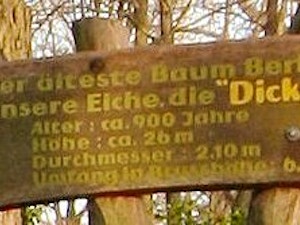 er älteste Baum Berl
nsere Eiche, die "Dick
Alter : ca. 900 Jahre
Höhe : ca. 26 m
Durchmesser : 2,10 m
Umfang in Brusthöhe: 6